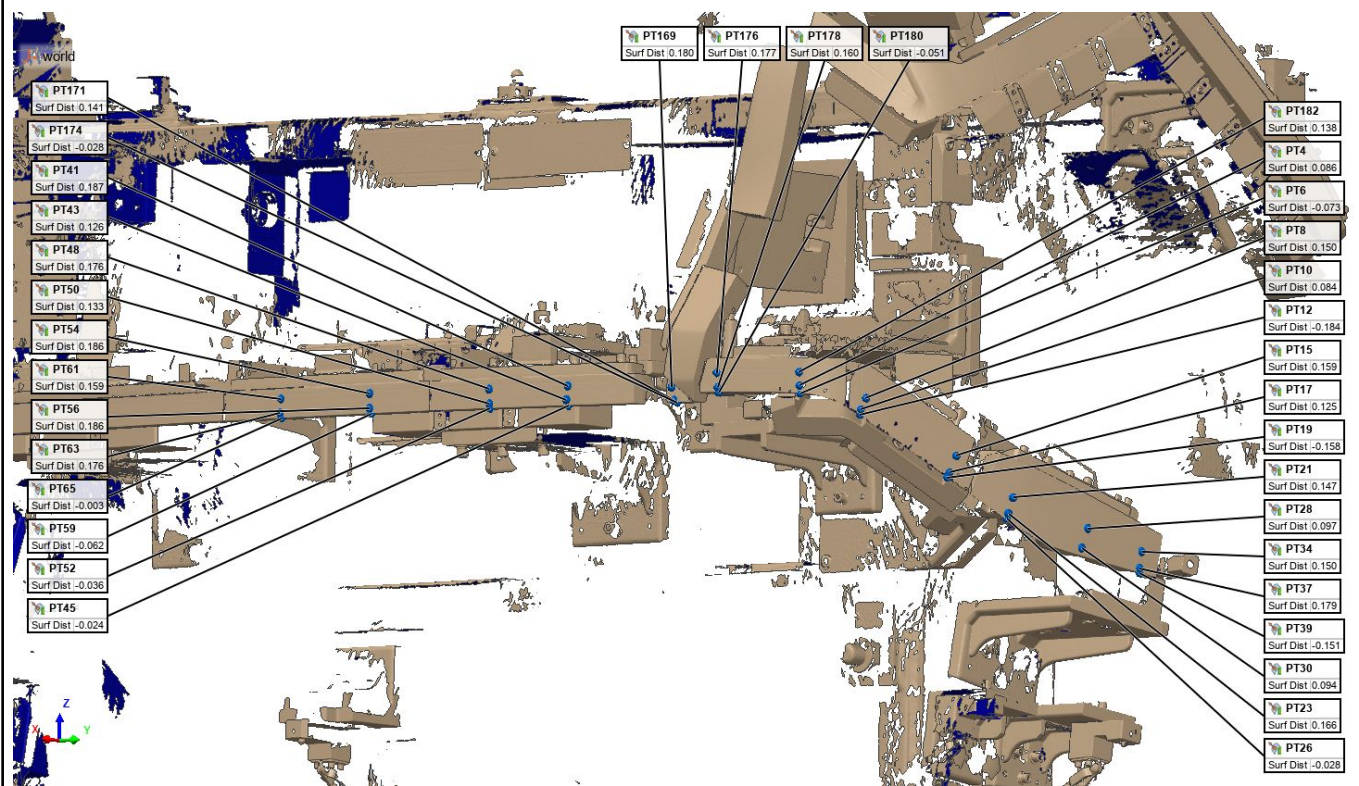 world
PT169
Surf Dist 0.180
PT176
Surf Dist 0.177
PT178
Surf Dist 0.160
PT180
Surf Dist -0.051
PT171
Surf Dist 0.141
PT174
Surf Dist -0.028
PT41
Surf Dist 0.187
PT43
Surf Dist 0.126
PT48
Surf Dist 0.176
PT50
Surf Dist 0.133
PT54
Surf Dist 0.186
PT61
Surf Dist 0.159
PT56
Surf Dist 0.186
PT63
Surf Dist 0.176
PT65
Surf Dist -0.003
PT59
Surf Dist -0.062
PT52
Surf Dist -0.036
PT45
Surf Dist -0.024
PT182
Surf Dist 0.138
PT4
Surf Dist 0.086
PT6
Surf Dist -0.073
PT8
Surf Dist 0.150
PT10
Surf Dist 0.084
PT12
Surf Dist -0.184
PT15
Surf Dist 0.159
PT17
Surf Dist 0.125
PT19
Surf Dist -0.158
PT21
Surf Dist 0.147
PT28
Surf Dist 0.097
PT34
Surf Dist 0.150
PT37
Surf Dist 0.179
PT39
Surf Dist -0.151
PT30
Surf Dist 0.094
PT23
Surf Dist 0.166
PT26
Surf Dist -0.028
Z
X
Y